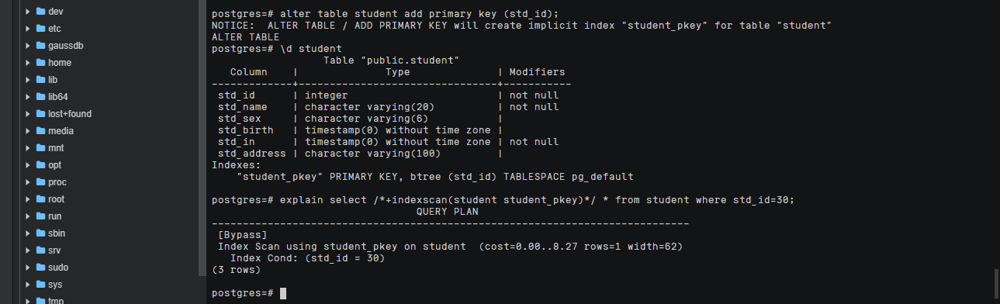 dev
etc
gaussdb
home
lib
lib64
lost+found
media
mnt
opt
proc
root
run
sbin
srv
sudo
sys
tmp
postgres=# alter table student add primary key (std_id);
NOTICE:  ALTER TABLE / ADD PRIMARY KEY will create implicit index "student_pkey" for table "student"
ALTER TABLE
postgres=# \d student
                  Table "public.student"
   Column    |              Type              | Modifiers
-------------+--------------------------------+-----------
 std_id      | integer                        | not null
 std_name    | character varying(20)          | not null
 std_sex     | character varying(6)           |
 std_birth   | timestamp(0) without time zone |
 std_in      | timestamp(0) without time zone | not null
 std_address | character varying(100)         |
Indexes:
    "student_pkey" PRIMARY KEY, btree (std_id) TABLESPACE pg_default
postgres=# explain select /*+indexscan(student student_pkey)*/ * from student where std_id=30;
                                 QUERY PLAN
-----------------------------------------------------------------------------
 [Bypass]
 Index Scan using student_pkey on student  (cost=0.00..8.27 rows=1 width=62)
   Index Cond: (std_id = 30)
(3 rows)
postgres=#